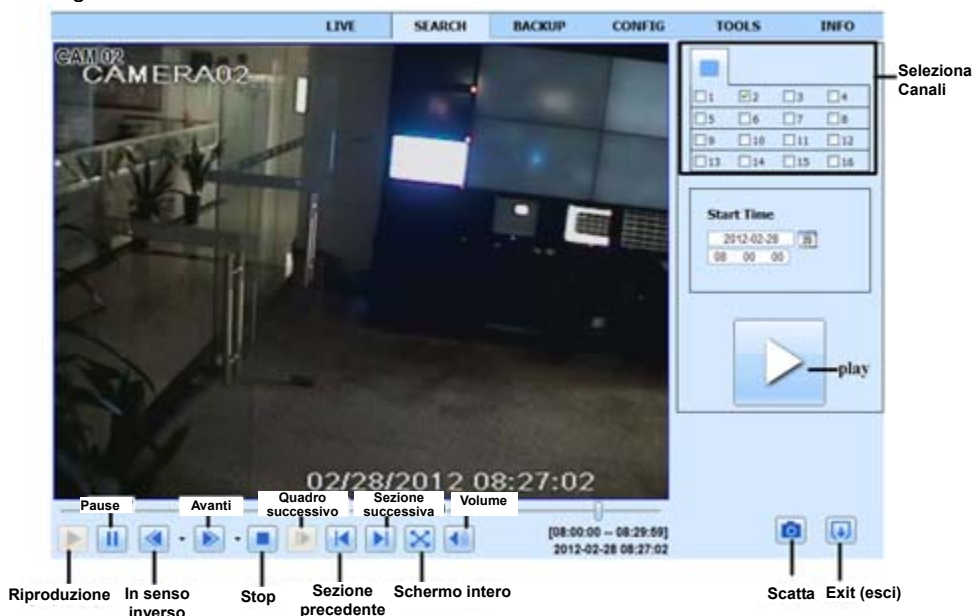 LIVE SEARCH BACKUP CONFIG TOOLS INFO
CAM 02
CAMERA02
Seleziona
Canali
1 2 3 4
5 6 7 8
9 10 11 12
13 14 15 16
Start Time
2012-02-28
08 00 00
play
02/28/2012 08:27:02
Pause
Avanti
Quadro
successivo
Sezione
successiva
Volume
[08:00:00 -- 08:29:59]
2012-02-28 08:27:02
Riproduzione
In senso
inverso
Stop
Sezione
precedente
Schermo intero
Scatta
Exit (esci)